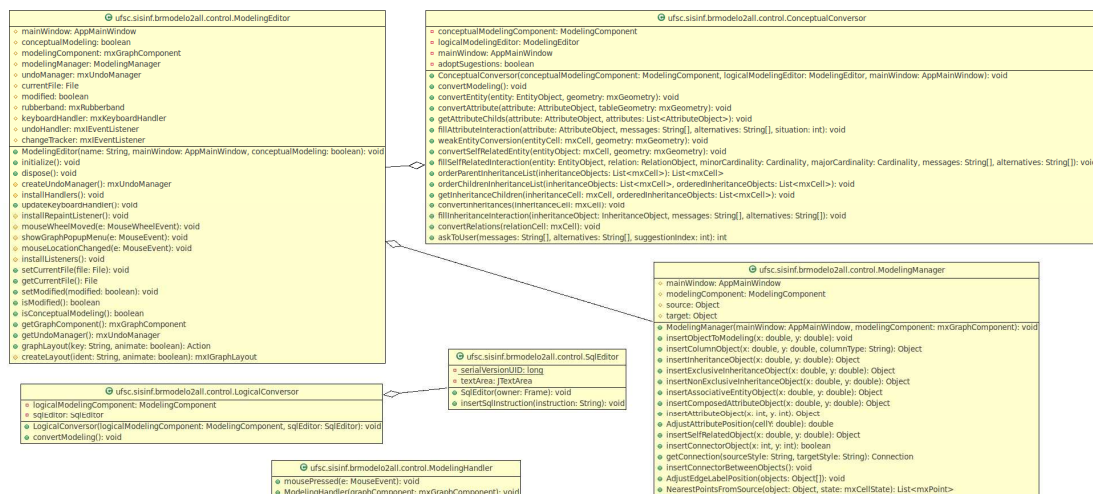 ufsc.sisinf.brmodelo2all.control.ModelingEditor
mainWindow: AppMainWindow
conceptualModeling: boolean
modelingComponent: mxGraphComponent
modelingManager: ModelingManager
undoManager: mxUndoManager
currentFile: File
modified: boolean
rubberband: mxRubberband
keyboardHandler: mxKeyboardHandler
undoHandler: mxIEventListener
changeTracker: mxIEventListener
ModelingEditor(name: String, mainWindow: AppMainWindow, conceptualModeling: boolean): void
initialize(): void
dispose(): void
createUndoManager(): mxUndoManager
installHandlers(): void
updateKeyboardHandler(): void
installRepaintListener(): void
mouseWheelMoved(e: MouseWheelEvent): void
showGraphPopupMenu(e: MouseEvent): void
mouseLocationChanged(e: MouseEvent): void
installListeners(): void
setCurrentFile(file: File): void
getCurrentFile(): File
setModified(modified: boolean): void
isModified(): boolean
isConceptualModeling(): boolean
getGraphComponent(): mxGraphComponent
getUndoManager(): mxUndoManager
graphLayout(key: String, animate: boolean): Action
createLayout(ident: String, animate: boolean): mxIGraphLayout
ufsc.sisinf.brmodelo2all.control.ConceptualConversor
conceptualModelingComponent: ModelingComponent
logicalModelingEditor: ModelingEditor
mainWindow: AppMainWindow
adoptSugestions: boolean
ConceptualConversor(conceptualModelingComponent: ModelingComponent, logicalModelingEditor: ModelingEditor, mainWindow: AppMainWindow): void
convertModeling(): void
convertEntity(entity: EntityObject, geometry: mxGeometry): void
convertAttribute(attribute: AttributeObject, tableGeometry: mxGeometry): void
getAttributeChilds(attribute: AttributeObject, attributes: List<AttributeObject>): void
fillAttributeInteraction(attribute: AttributeObject, messages: String[], alternatives: String[], situation: int): void
weakEntityConversion(entityCell: mxCell, geometry: mxGeometry): void
convertSelfRelatedEntity(entityObject: mxCell, geometry: mxGeometry): void
fillSelfRelatedInteraction(entity: EntityObject, relation: RelationObject, minorCardinality: Cardinality, majorCardinality: Cardinality, messages: String[], alternatives: String[]): void
orderParentInheritanceList(inheritanceObjects: List<mxCell>): List<mxCell>
orderChildrenInheritanceList(inheritanceObjects: List<mxCell>, orderedInheritanceObjects: List<mxCell>): void
getInheritanceChildren(inheritanceCell: mxCell, orderedInheritanceObjects: List<mxCell>): void
convertInheritances(inheritanceCell: mxCell): void
fillInheritanceInteraction(inheritanceObject: InheritanceObject, messages: String[], alternatives: String[]): void
convertRelations(relationCell: mxCell): void
askToUser(messages: String[], alternatives: String[], suggestionIndex: int): int
ufsc.sisinf.brmodelo2all.control.ModelingManager
mainWindow: AppMainWindow
modelingComponent: ModelingComponent
source: Object
target: Object
ModelingManager(mainWindow: AppMainWindow, modelingComponent: mxGraphComponent): void
insertObjectToModeling(x: double, y: double): void
insertColumnObject(x: double, y: double, columnType: String): Object
insertInheritanceObject(x: double, y: double): Object
insertExclusiveInheritanceObject(x: double, y: double): Object
insertNonExclusiveInheritanceObject(x: double, y: double): Object
insertAssociativeEntityObject(x: double, y: double): Object
insertComposedAttributeObject(x: double, y: double): Object
insertAttributeObject(x: int, y: int): Object
AdjustAttributePosition(cellY: double): double
insertSelfRelatedObject(x: double, y: double): Object
insertConnectorObject(x: int, y: int): boolean
getConnection(sourceStyle: String, targetStyle: String): Connection
insertConnectorBetweenObjects(): void
AdjustEdgeLabelPosition(objects: Object[]): void
NearestPointsFromSource(object: Object, state: mxCellState): List<mxPoint>
ufsc.sisinf.brmodelo2all.control.SqlEditor
serialVersionUID: long
textArea: JTextArea
SqlEditor(owner: Frame): void
insertSqlInstruction(instruction: String): void
ufsc.sisinf.brmodelo2all.control.LogicalConversor
logicalModelingComponent: ModelingComponent
sqlEditor: SqlEditor
LogicalConversor(logicalModelingComponent: ModelingComponent, sqlEditor: SqlEditor): void
convertModeling(): void
ufsc.sisinf.brmodelo2all.control.ModelingHandler
mousePressed(e: MouseEvent): void
ModelingHandler(graphComponent: mxGraphComponent): void